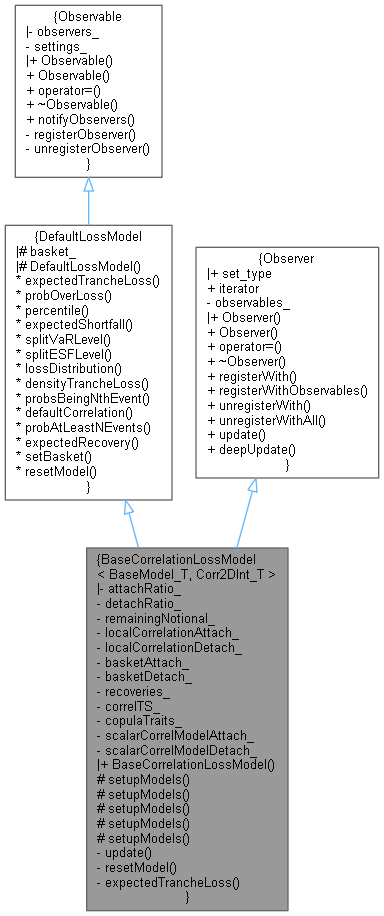 {Observable
|- observers_
- settings_
|+ Observable()
+ Observable()
+ operator=()
+ ~Observable()
+ notifyObservers()
- registerObserver()
- unregisterObserver()
}
{DefaultLossModel
|# basket_
|# DefaultLossModel()
* expectedTrancheLoss()
* probOverLoss()
* percentile()
* expectedShortfall()
* splitVaRLevel()
* splitESFLevel()
* lossDistribution()
* densityTrancheLoss()
* probsBeingNthEvent()
* defaultCorrelation()
* probAtLeastNEvents()
* expectedRecovery()
* setBasket()
* resetModel()
}
{Observer
|+ set_type
+ iterator
- observables_
|+ Observer()
+ Observer()
+ operator=()
+ ~Observer()
+ registerWith()
+ registerWithObservables()
+ unregisterWith()
+ unregisterWithAll()
+ update()
+ deepUpdate()
}
{BaseCorrelationLossModel
< BaseModel_T, Corr2DInt_T >
|- attachRatio_
- detachRatio_
- remainingNotional_
- localCorrelationAttach_
- localCorrelationDetach_
- basketAttach_
- basketDetach_
- recoveries_
- correlTS_
- copulaTraits_
- scalarCorrelModelAttach_
- scalarCorrelModelDetach_
|+ BaseCorrelationLossModel()
# setupModels()
# setupModels()
# setupModels()
# setupModels()
# setupModels()
- update()
- resetModel()
- expectedTrancheLoss()
}